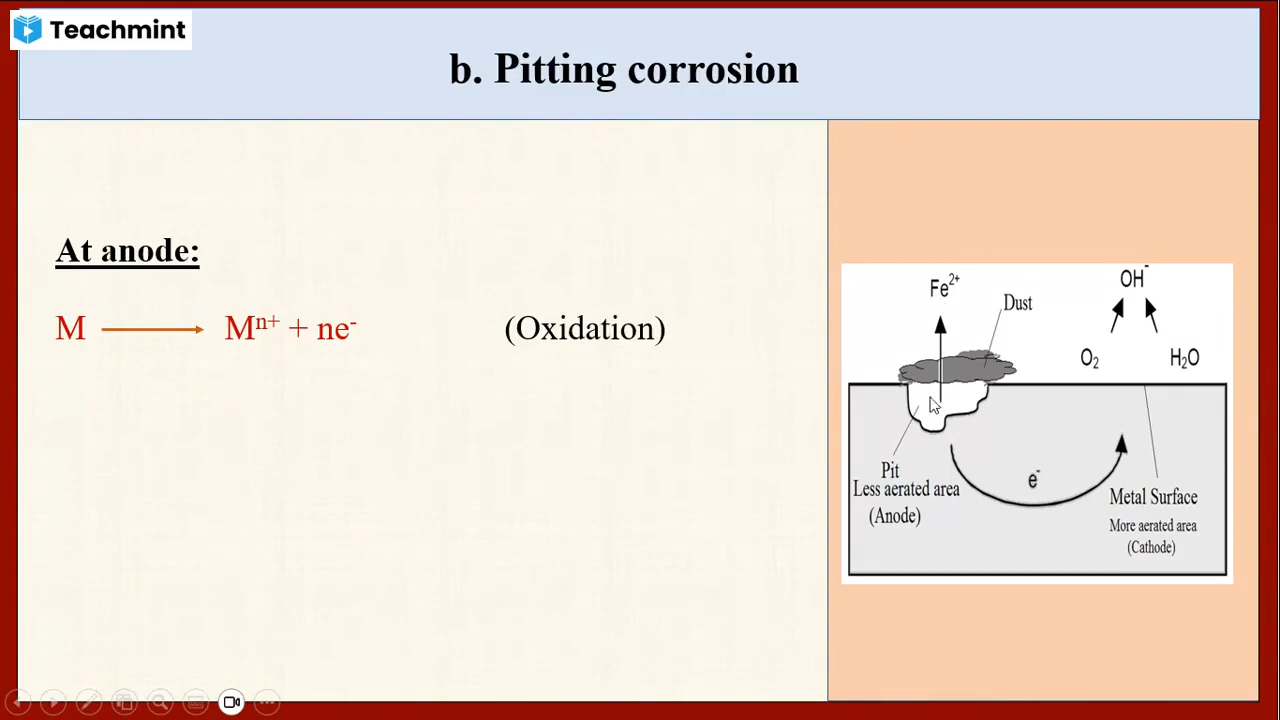 Teachmint
b. Pitting corrosion
At anode:
M ⟶ Mⁿ⁺ + ne⁻ (Oxidation)
Fe²⁺
Dust
OH⁻
O₂
H₂O
Pit
Less aerated area
(Anode)
e⁻
Metal Surface
More aerated area
(Cathode)